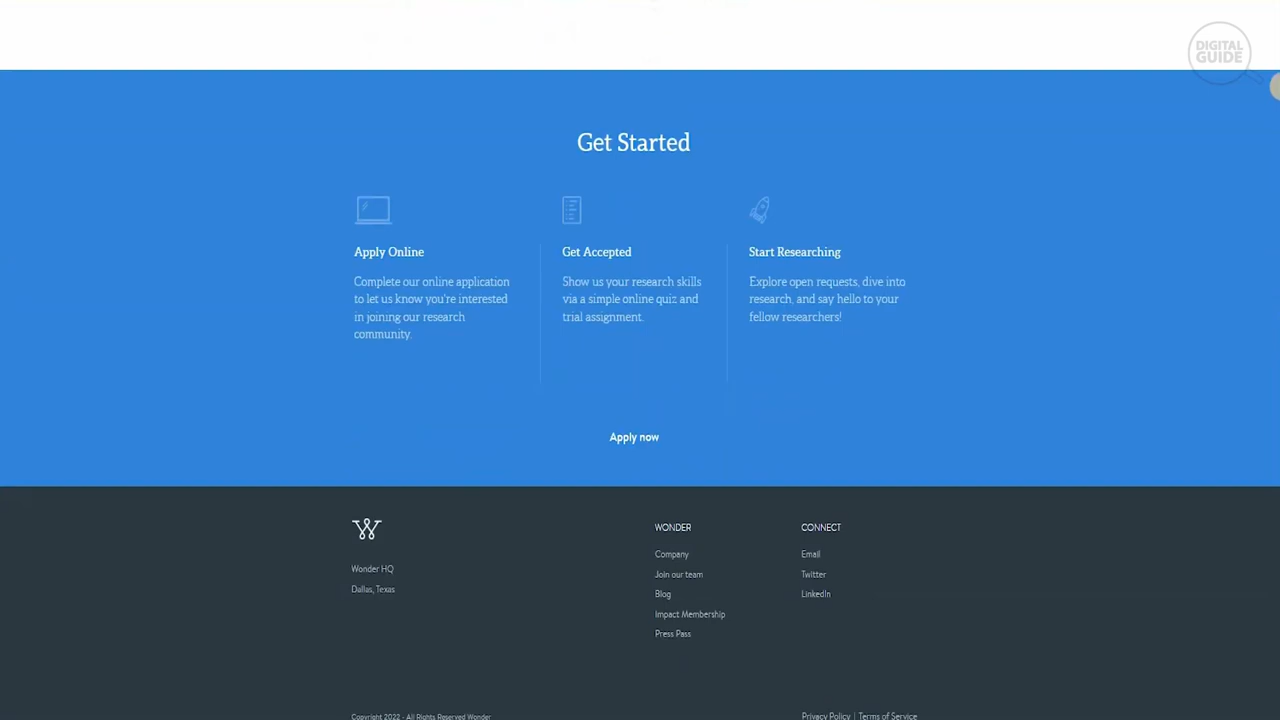 DIGITAL
GUIDE
Get Started
Apply Online
Complete our online application
to let us know you're interested
in joining our research
community.
Get Accepted
Show us your research skills
via a simple online quiz and
trial assignment.
Start Researching
Explore open requests, dive into
research, and say hello to your
fellow researchers!
Apply now
W
Wonder HQ
Dallas, Texas
WONDER
Company
Join our team
Blog
Impact Membership
Press Pass
CONNECT
Email
Twitter
LinkedIn
Copyright 2022 - All Rights Reserved Wonder
Privacy Policy | Terms of Service